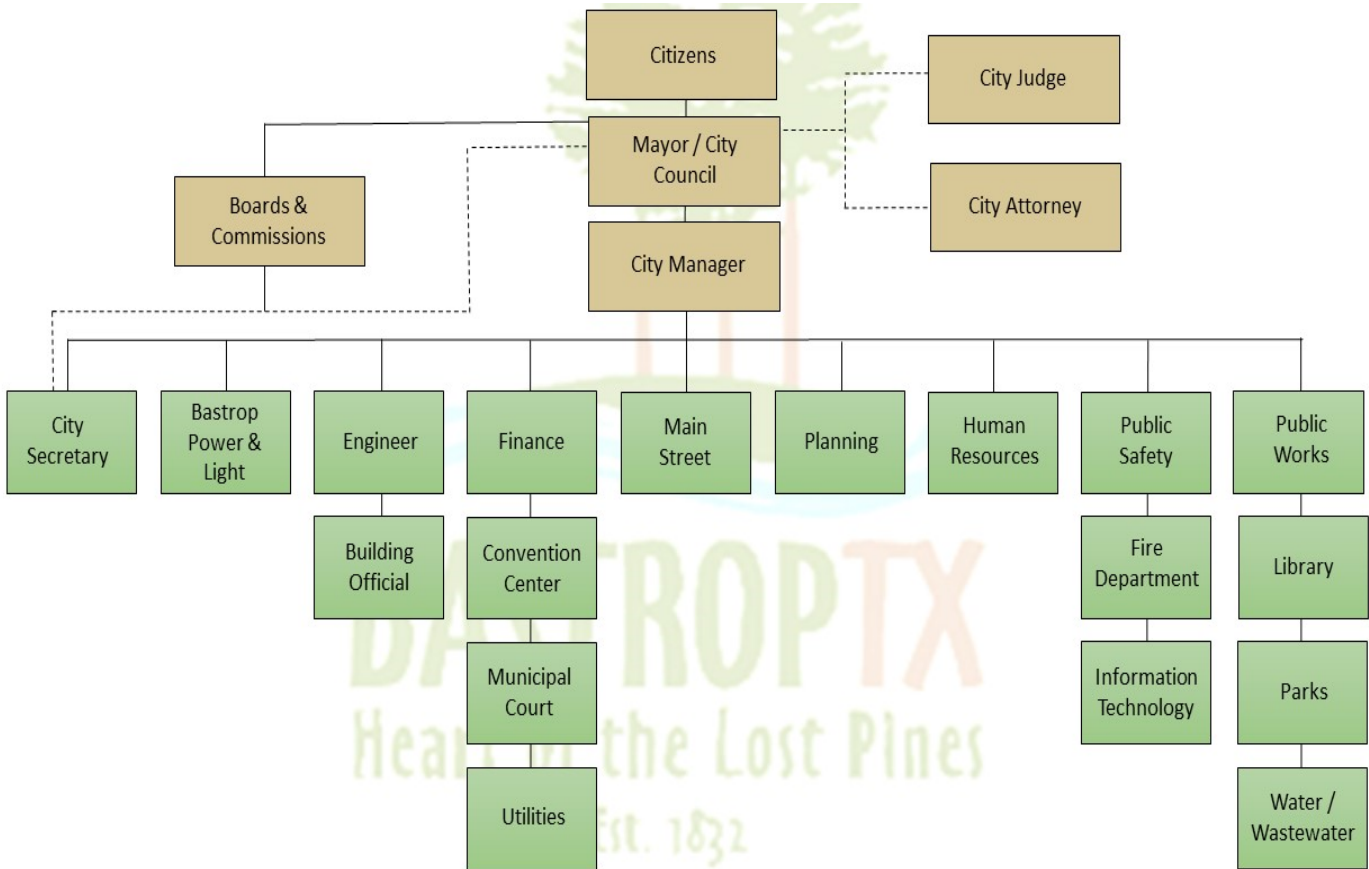 Citizens
City Judge
Mayor / City
Council
Boards &
Commissions
City Attorney
City Manager
City
Secretary
Bastrop
Power &
Light
Engineer
Finance
Main
Street
Planning
Human
Resources
Public
Safety
Public
Works
Building
Official
Convention
Center
Fire
Department
Library
Municipal
Court
Information
Technology
Parks
Utilities
Water /
Wastewater
BASTROPTX
Heart of the Lost Pines
Est. 1832